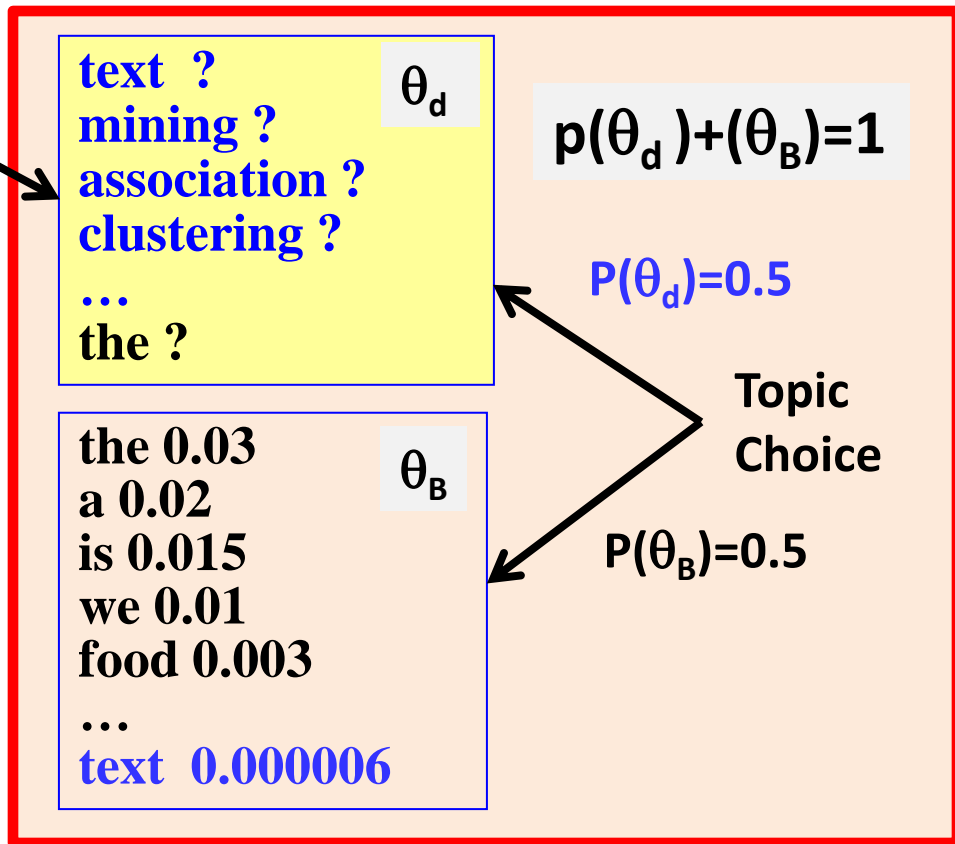 text ?
mining ?
association ?
clustering ?
…
the ?
θd
p(θd )+(θB)=1
P(θd)=0.5
Topic
Choice
P(θB)=0.5
the 0.03
a 0.02
is 0.015
we 0.01
food 0.003
…
text 0.000006
θB